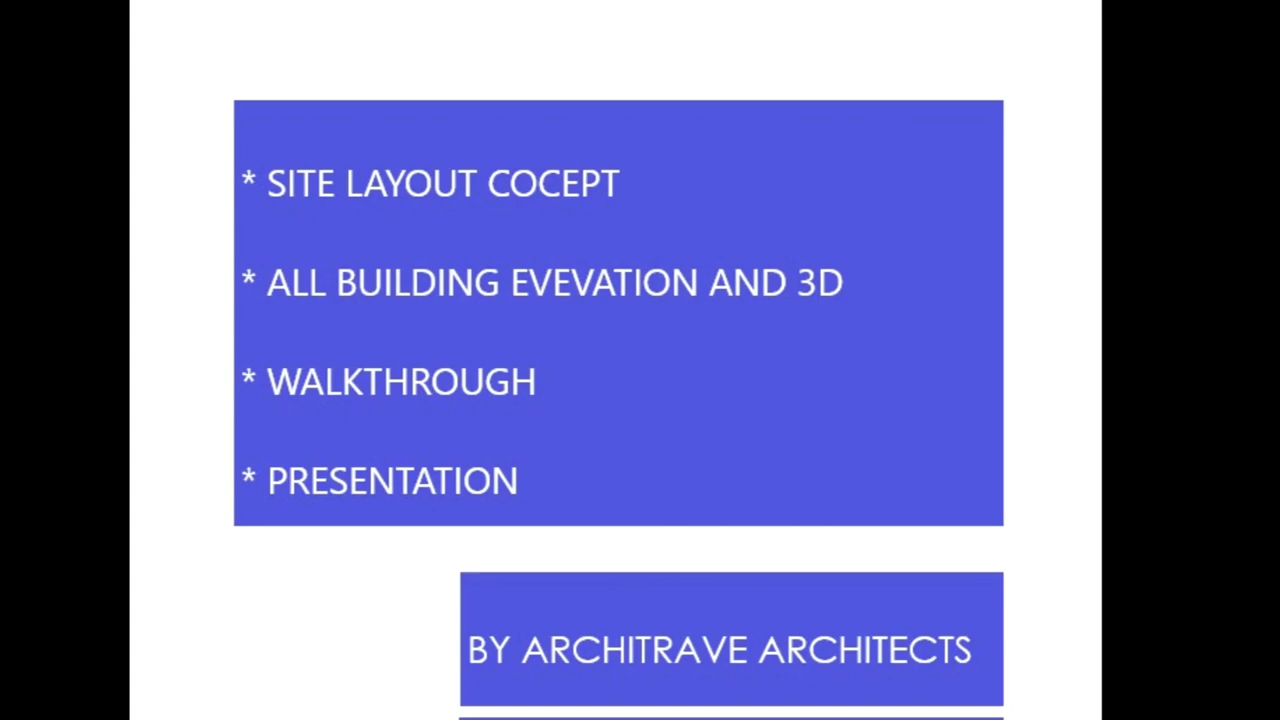 * SITE LAYOUT COCEPT
* ALL BUILDING EVEVATION AND 3D
* WALKTHROUGH
* PRESENTATION
BY ARCHITRAVE ARCHITECTS